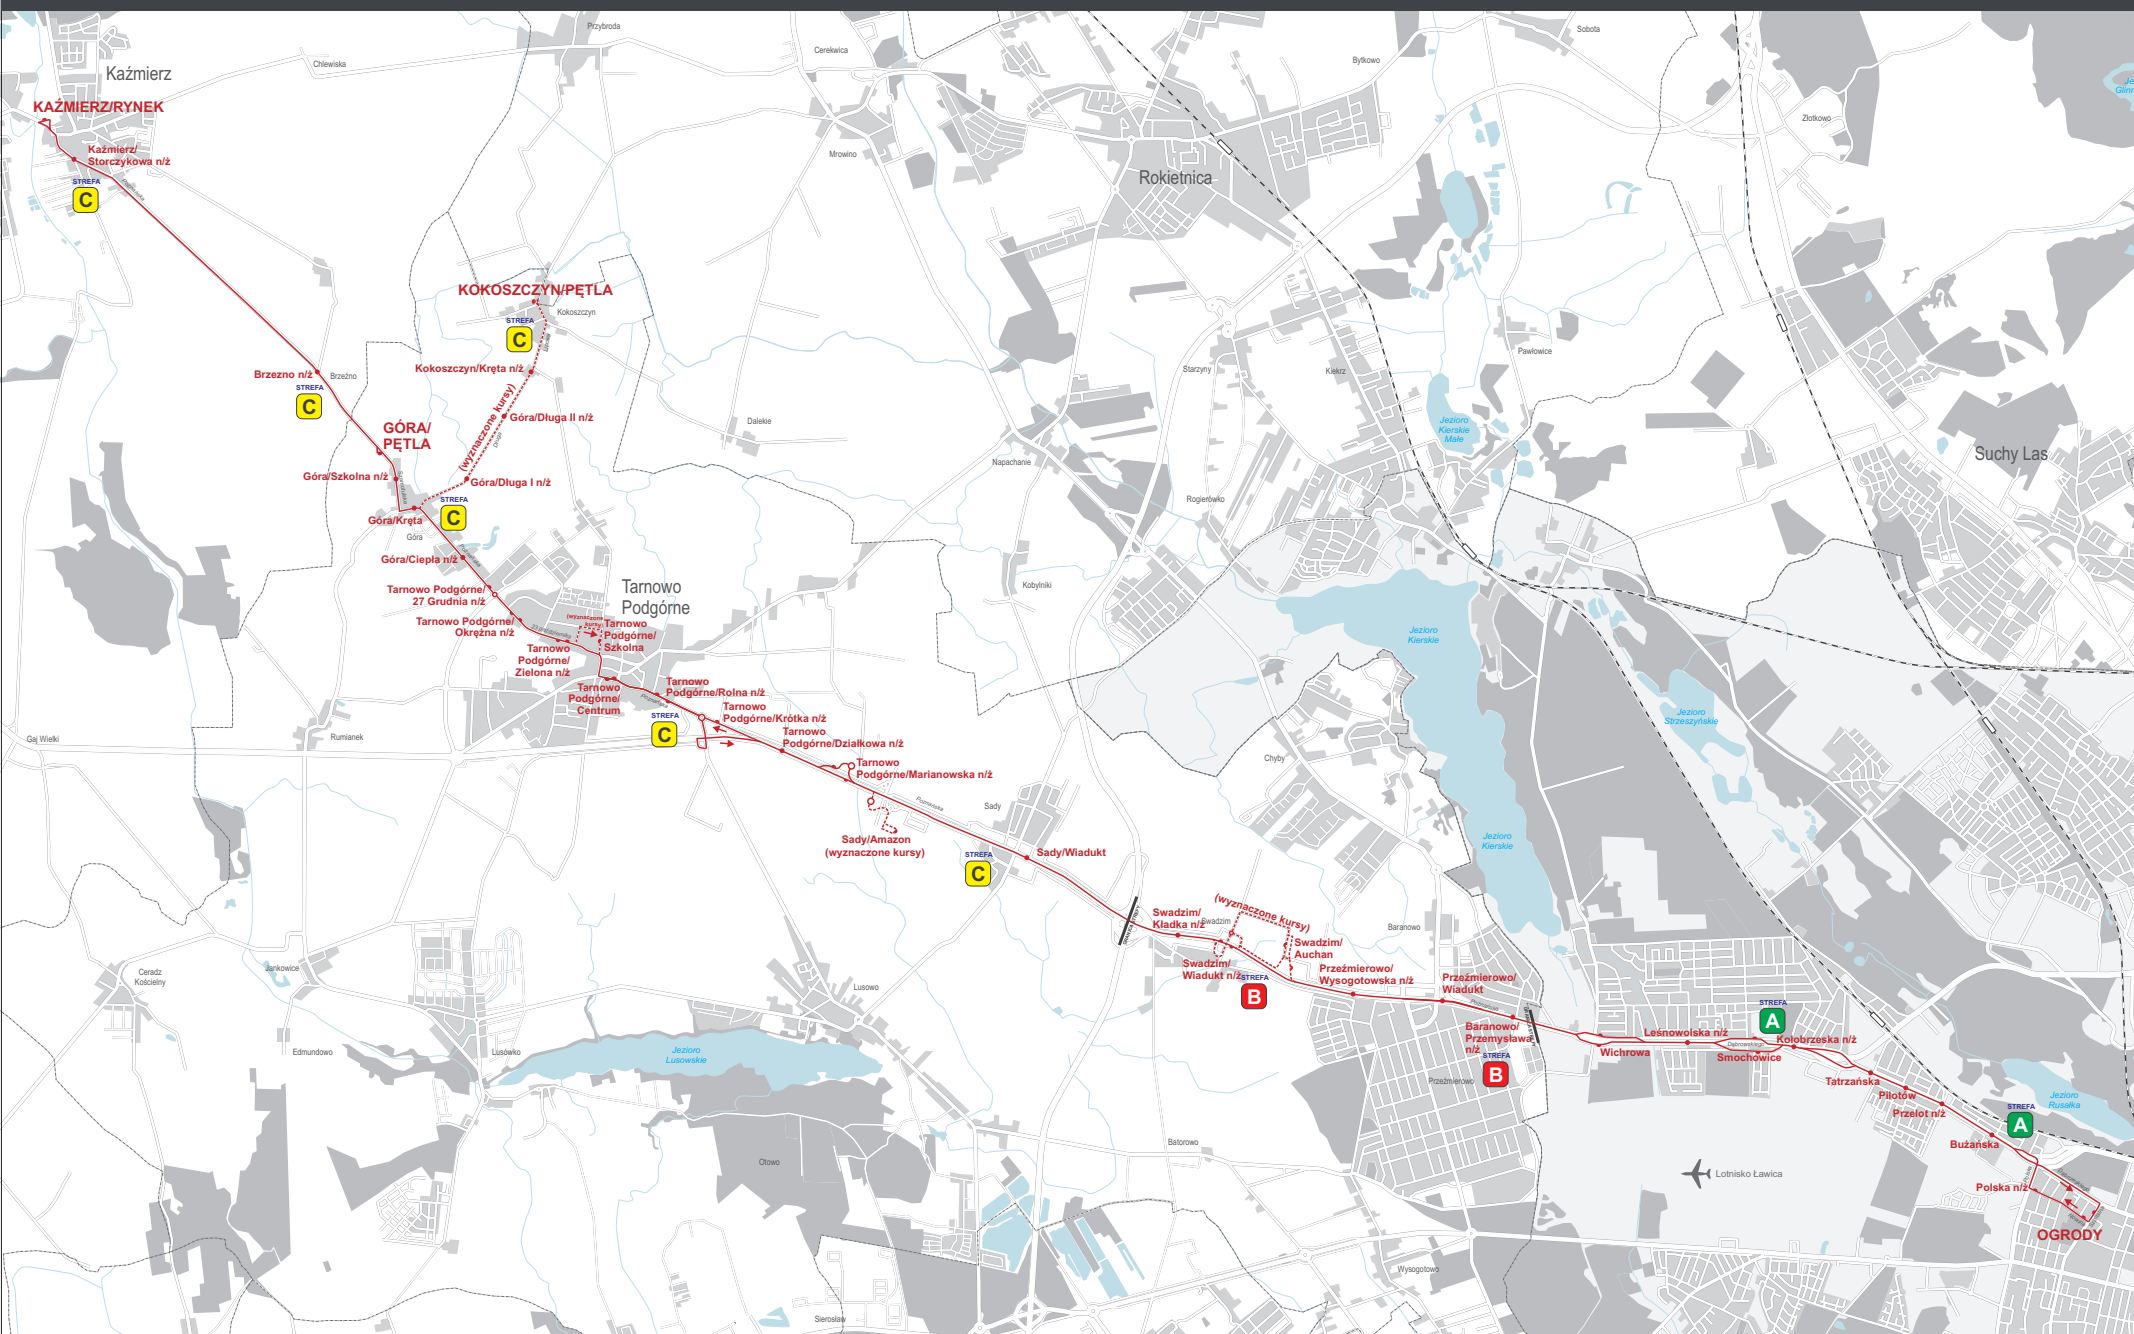 Przybroda
Sobota
Cerekwica
Bytkowo
Chlewiska
Kaźmierz
Złotkowo
KAŹMIERZ/RYNEK
Kaźmierz/
Storczykowa n/ż
STREFA
C
Mrowino
Rokietnica
KOKOSZCZYN/PĘTLA
Kokoszczyn
STREFA
C
Pawłowice
Brzezno n/ż
Brzeźno
STREFA
C
Kokoszczyn/Kręta n/ż
Starzyny
Kiekrz
(wyznaczone kursy)
Długa
Góra/Długa II n/ż
Dalekie
GÓRA/
PĘTLA
Jezioro
Kierskie
Małe
Suchy Las
Napachanie
Góra/Szkolna n/ż
Góra/Długa I n/ż
STREFA
C
Rogierówko
Góra/Kręta
Góra
Góra/Ciepła n/ż
Tarnowo Podgórne/
27 Grudnia n/ż
Tarnowo
Podgórne
Kobylniki
Tarnowo Podgórne/
Okrężna n/ż
(wyznaczone
kursy)
Tarnowo
Podgórne/
Szkolna
Jezioro
Kierskie
Tarnowo
Podgórne/
Zielona n/ż
Tarnowo
Podgórne/
Centrum
Tarnowo
Podgórne/Rolna n/ż
Poznańska
Tarnowo
Podgórne/Krótka n/ż
STREFA
C
Tarnowo
Podgórne/Działkowa n/ż
Jezioro
Strzeszyńskie
Gaj Wielki
Rumianek
Chyby
Tarnowo
Podgórne/Marianowska n/ż
Poznańska
Sady
Sady/Amazon
(wyznaczone kursy)
STREFA
C
Sady/Wiadukt
Jezioro
Kierskie
Swadzim/
Kładka n/ż
Swadzim
(wyznaczone kursy)
Swadzim/
Auchan
Baranowo
Swadzim/
Wiadukt n/ż
STREFA
B
Przeźmierowo/
Wysogotowska n/ż
Przeźmierowo/
Wiadukt
Poznańska
Ceradz
Kościelny
Jankowice
Lusowo
Baranowo/
Przemysława
n/ż
STREFA
B
Przeźmierowo
STREFA
A
Leśnowolska n/ż
Wichrowa
Dąbrowskiego
Kołobrzeska n/ż
Smochowice
Edmundowo
Lusówko
Jezioro
Lusowskie
Tatrzańska
Pilotów
Przelot n/ż
Jezioro
Rusałka
STREFA
A
Bużańska
Batorowo
Otowo
Lotnisko Ławica
Polska n/ż
OGRODY
Wysogotowo
Sierosław